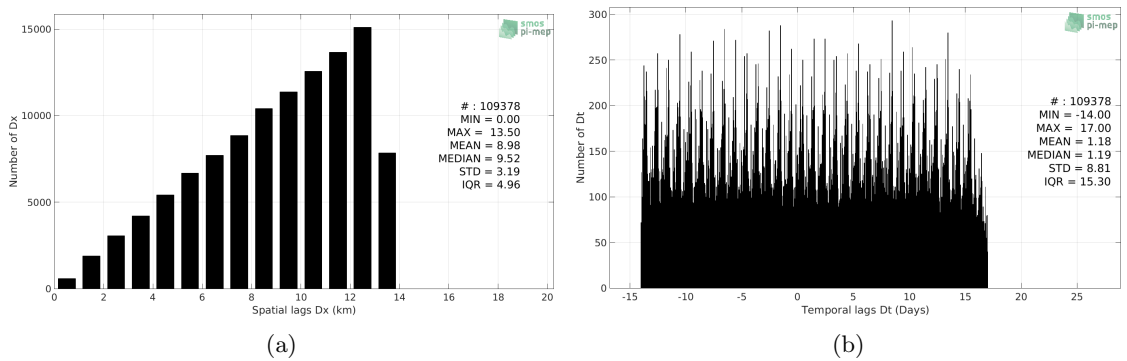 15000
10000
5000
0
Number of Dx
0
2
4
6
8
10
12
14
16
18
20
Spatial lags Dx (km)
smos
pi-mep
# : 109378
MIN = 0.00
MAX = 13.50
MEAN = 8.98
MEDIAN = 9.52
STD = 3.19
IQR = 4.96
(a)
300
250
200
150
100
50
0
Number of Dt
-15
-10
-5
0
5
10
15
20
25
Temporal lags Dt (Days)
smos
pi-mep
# : 109378
MIN = -14.00
MAX = 17.00
MEAN = 1.18
MEDIAN = 1.19
STD = 8.81
IQR = 15.30
(b)